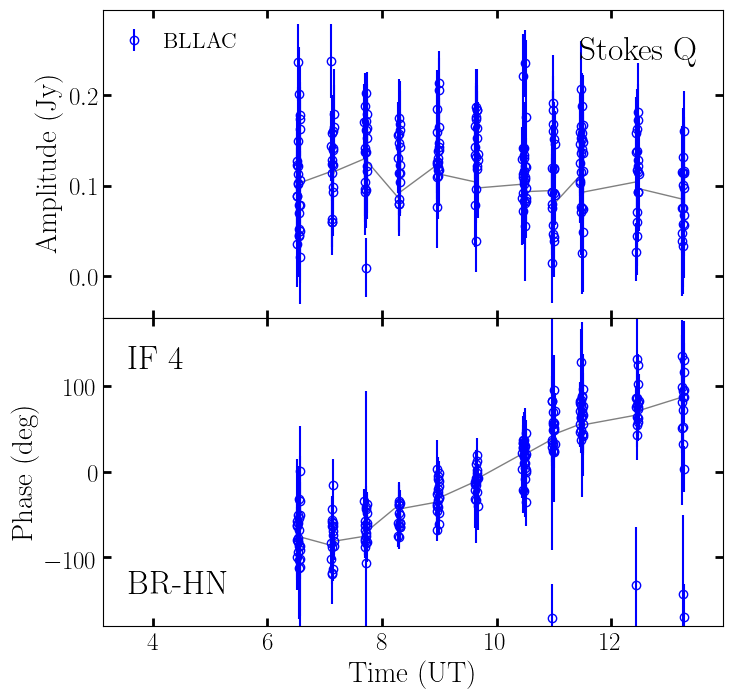 BLLAC
Stokes Q
Amplitude (Jy)
0.2
0.1
0.0
IF 4
Phase (deg)
100
0
−100
BR-HN
4 6 8 10 12
Time (UT)